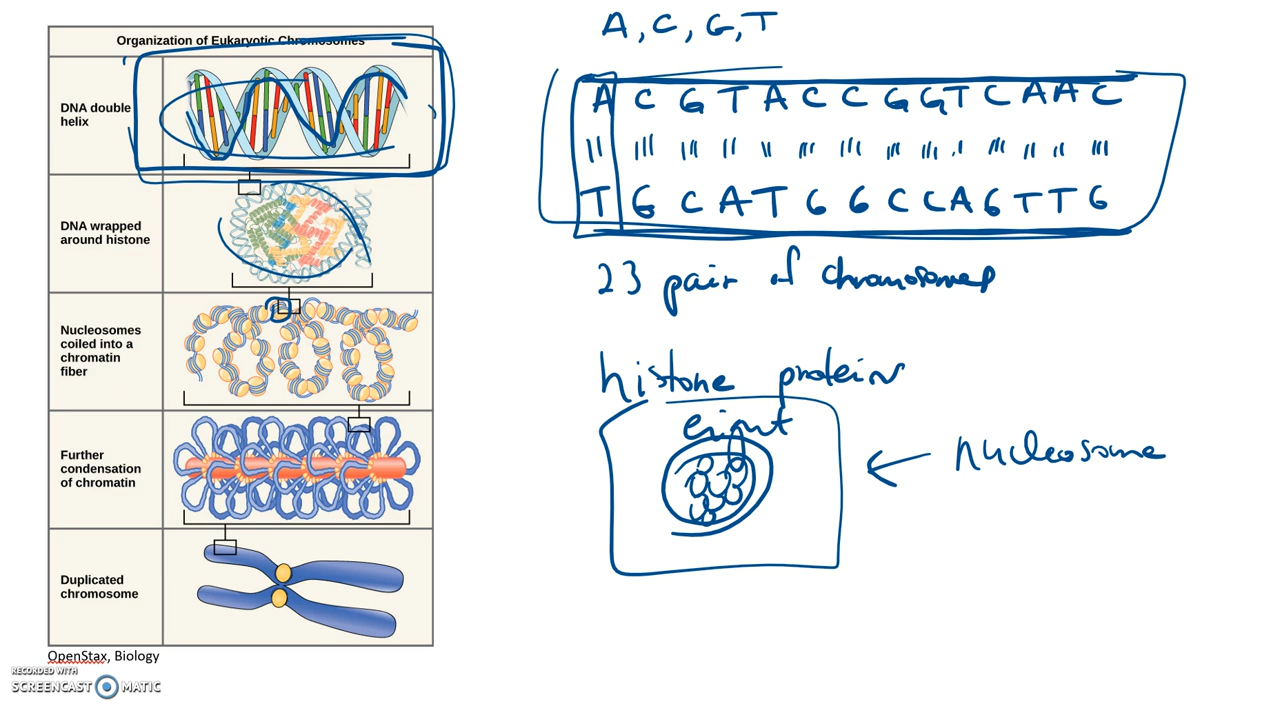 Organization of Eukaryotic Chromosomes
DNA double
helix
DNA wrapped
around histone
Nucleosomes
coiled into a
chromatin
fiber
Further
condensation
of chromatin
Duplicated
chromosome
OpenStax, Biology
RECORDED WITH
SCREENCAST MATIC
A, C, G, T
A C G T A C C G G T C A A C
T G C A T G G C C A G T T G
23 pair of chromosomes
histone proteins
eight
nucleosome